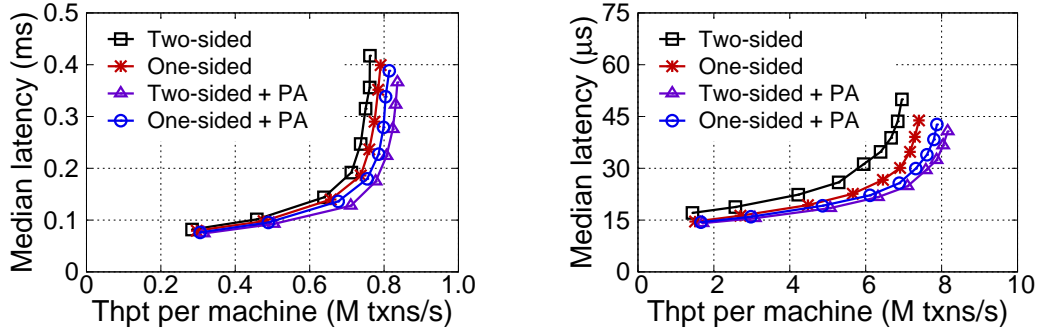 Median latency (ms)
0.5
0.4
0.3
0.2
0.1
0
Two-sided
One-sided
Two-sided + PA
One-sided + PA
0 0.2 0.4 0.6 0.8 1.0
Thpt per machine (M txns/s)
Median latency (μs)
75
60
45
30
15
0
Two-sided
One-sided
Two-sided + PA
One-sided + PA
0 2 4 6 8 10
Thpt per machine (M txns/s)